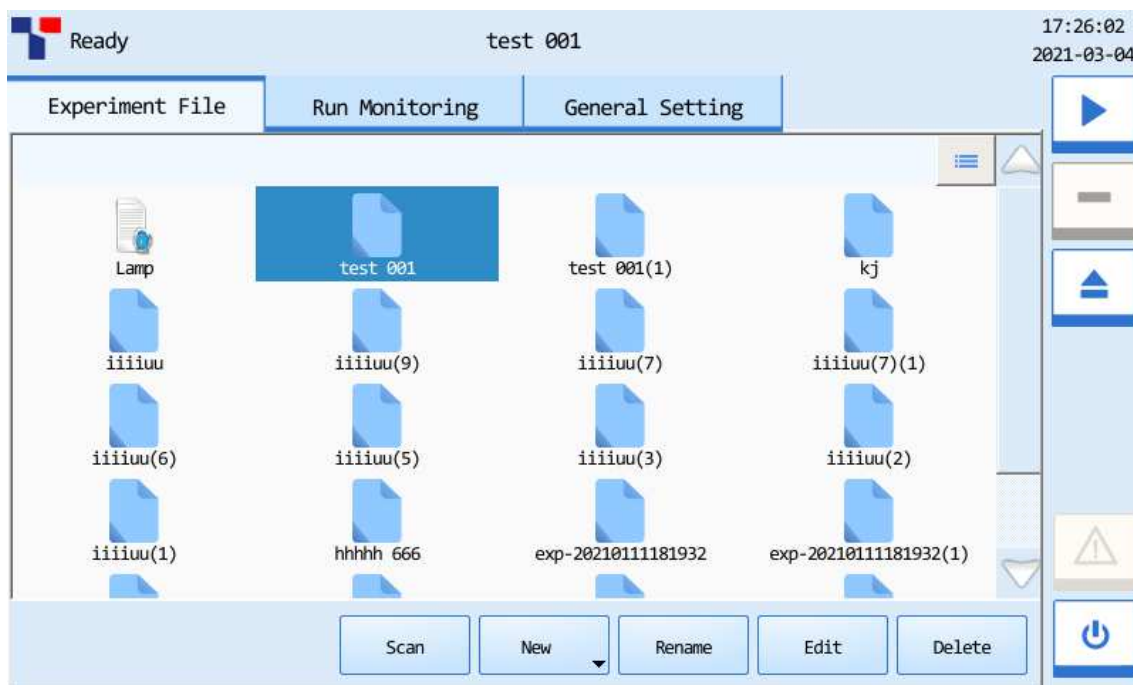 Ready test 001 17:26:02
2021-03-04
Experiment File Run Monitoring General Setting
Lamp test 001 test 001(1) kj
iiiiuu iiiiuu(9) iiiiuu(7) iiiiuu(7)(1)
iiiiuu(6) iiiiuu(5) iiiiuu(3) iiiiuu(2)
iiiiuu(1) hhhhh 666 exp-20210111181932 exp-20210111181932(1)
Scan New Rename Edit Delete